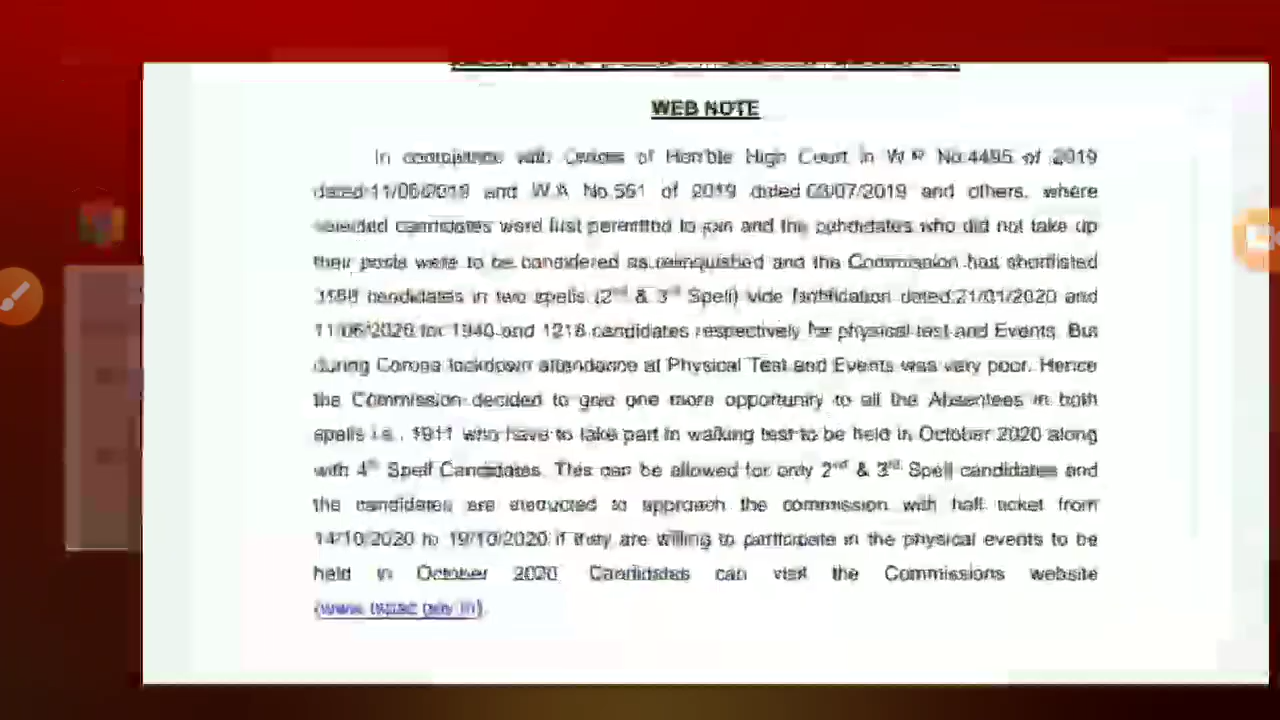 WEB NOTE
In compliance with Orders of Hon'ble High Court in W P No.4495 of 2019
dated 11/06/2019 and W.A No.561 of 2019 dated 03/07/2019 and others, where
selected candidates were first permitted to join and the candidates who did not take up
their posts were to be considered as relinquished and the Commission has shortlisted
candidates in two spells (2nd & 3rd Spell) vide dated 21/01/2020 and
11/06/2020 for 1940 and 1218 candidates respectively for physical test and Events. But
during Corona lockdown attendance at Physical Test and Events was very poor. Hence
the Commission decided to give one more opportunity to all the Absentees in both
spells i.e., 1911 who have to take part in walking test to be held in October 2020 along
with 4th Spell Candidates. This can be allowed for only 2nd & 3rd Spell candidates and
the candidates are instructed to approach the commission with hall ticket from
14/10/2020 to 19/10/2020 if they are willing to participate in the physical events to be
held in October 2020 Candidates can visit the Commissions website